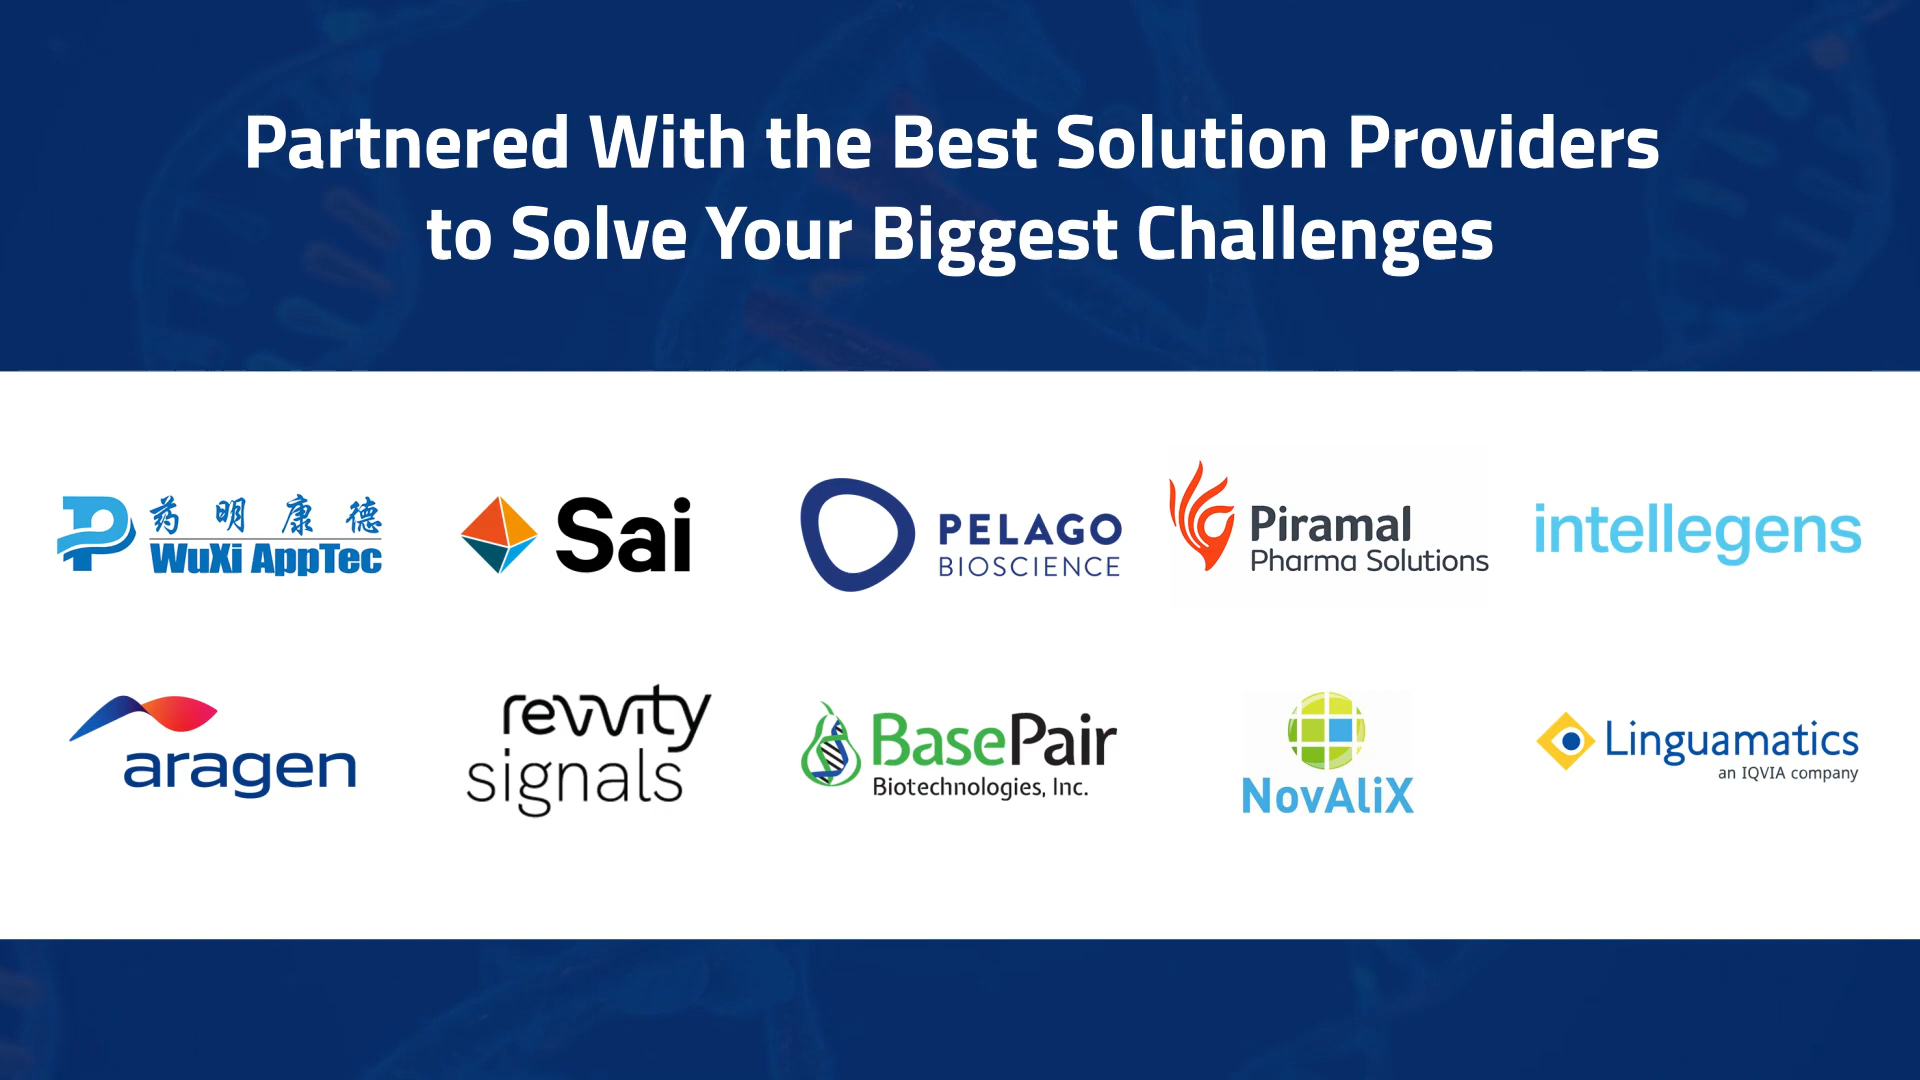 Partnered With the Best Solution Providers
to Solve Your Biggest Challenges
药明康德
WuXi AppTec
Sai
PELAGO
BIOSCIENCE
Piramal
Pharma Solutions
intellegens
aragen
revvity
signals
BasePair
Biotechnologies, Inc.
NovAliX
Linguamatics
an IQVIA company